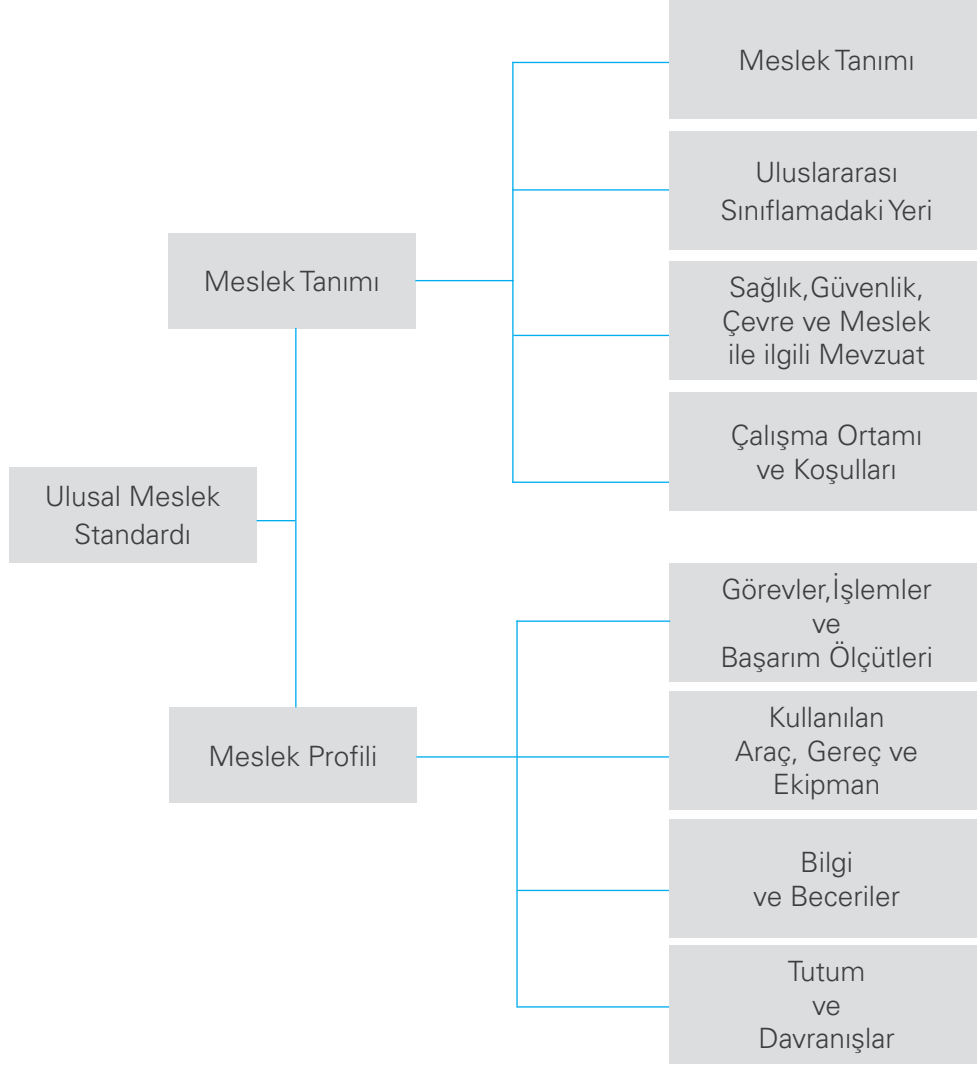 Meslek Tanımı
Uluslararası
Sınıflamadaki Yeri
Meslek Tanımı
Sağlık,Güvenlik,
Çevre ve Meslek
ile ilgili Mevzuat
Çalışma Ortamı
ve Koşulları
Ulusal Meslek
Standardı
Görevler,İşlemler
ve
Başarım Ölçütleri
Meslek Profili
Kullanılan
Araç, Gereç ve
Ekipman
Bilgi
ve Beceriler
Tutum
ve
Davranışlar